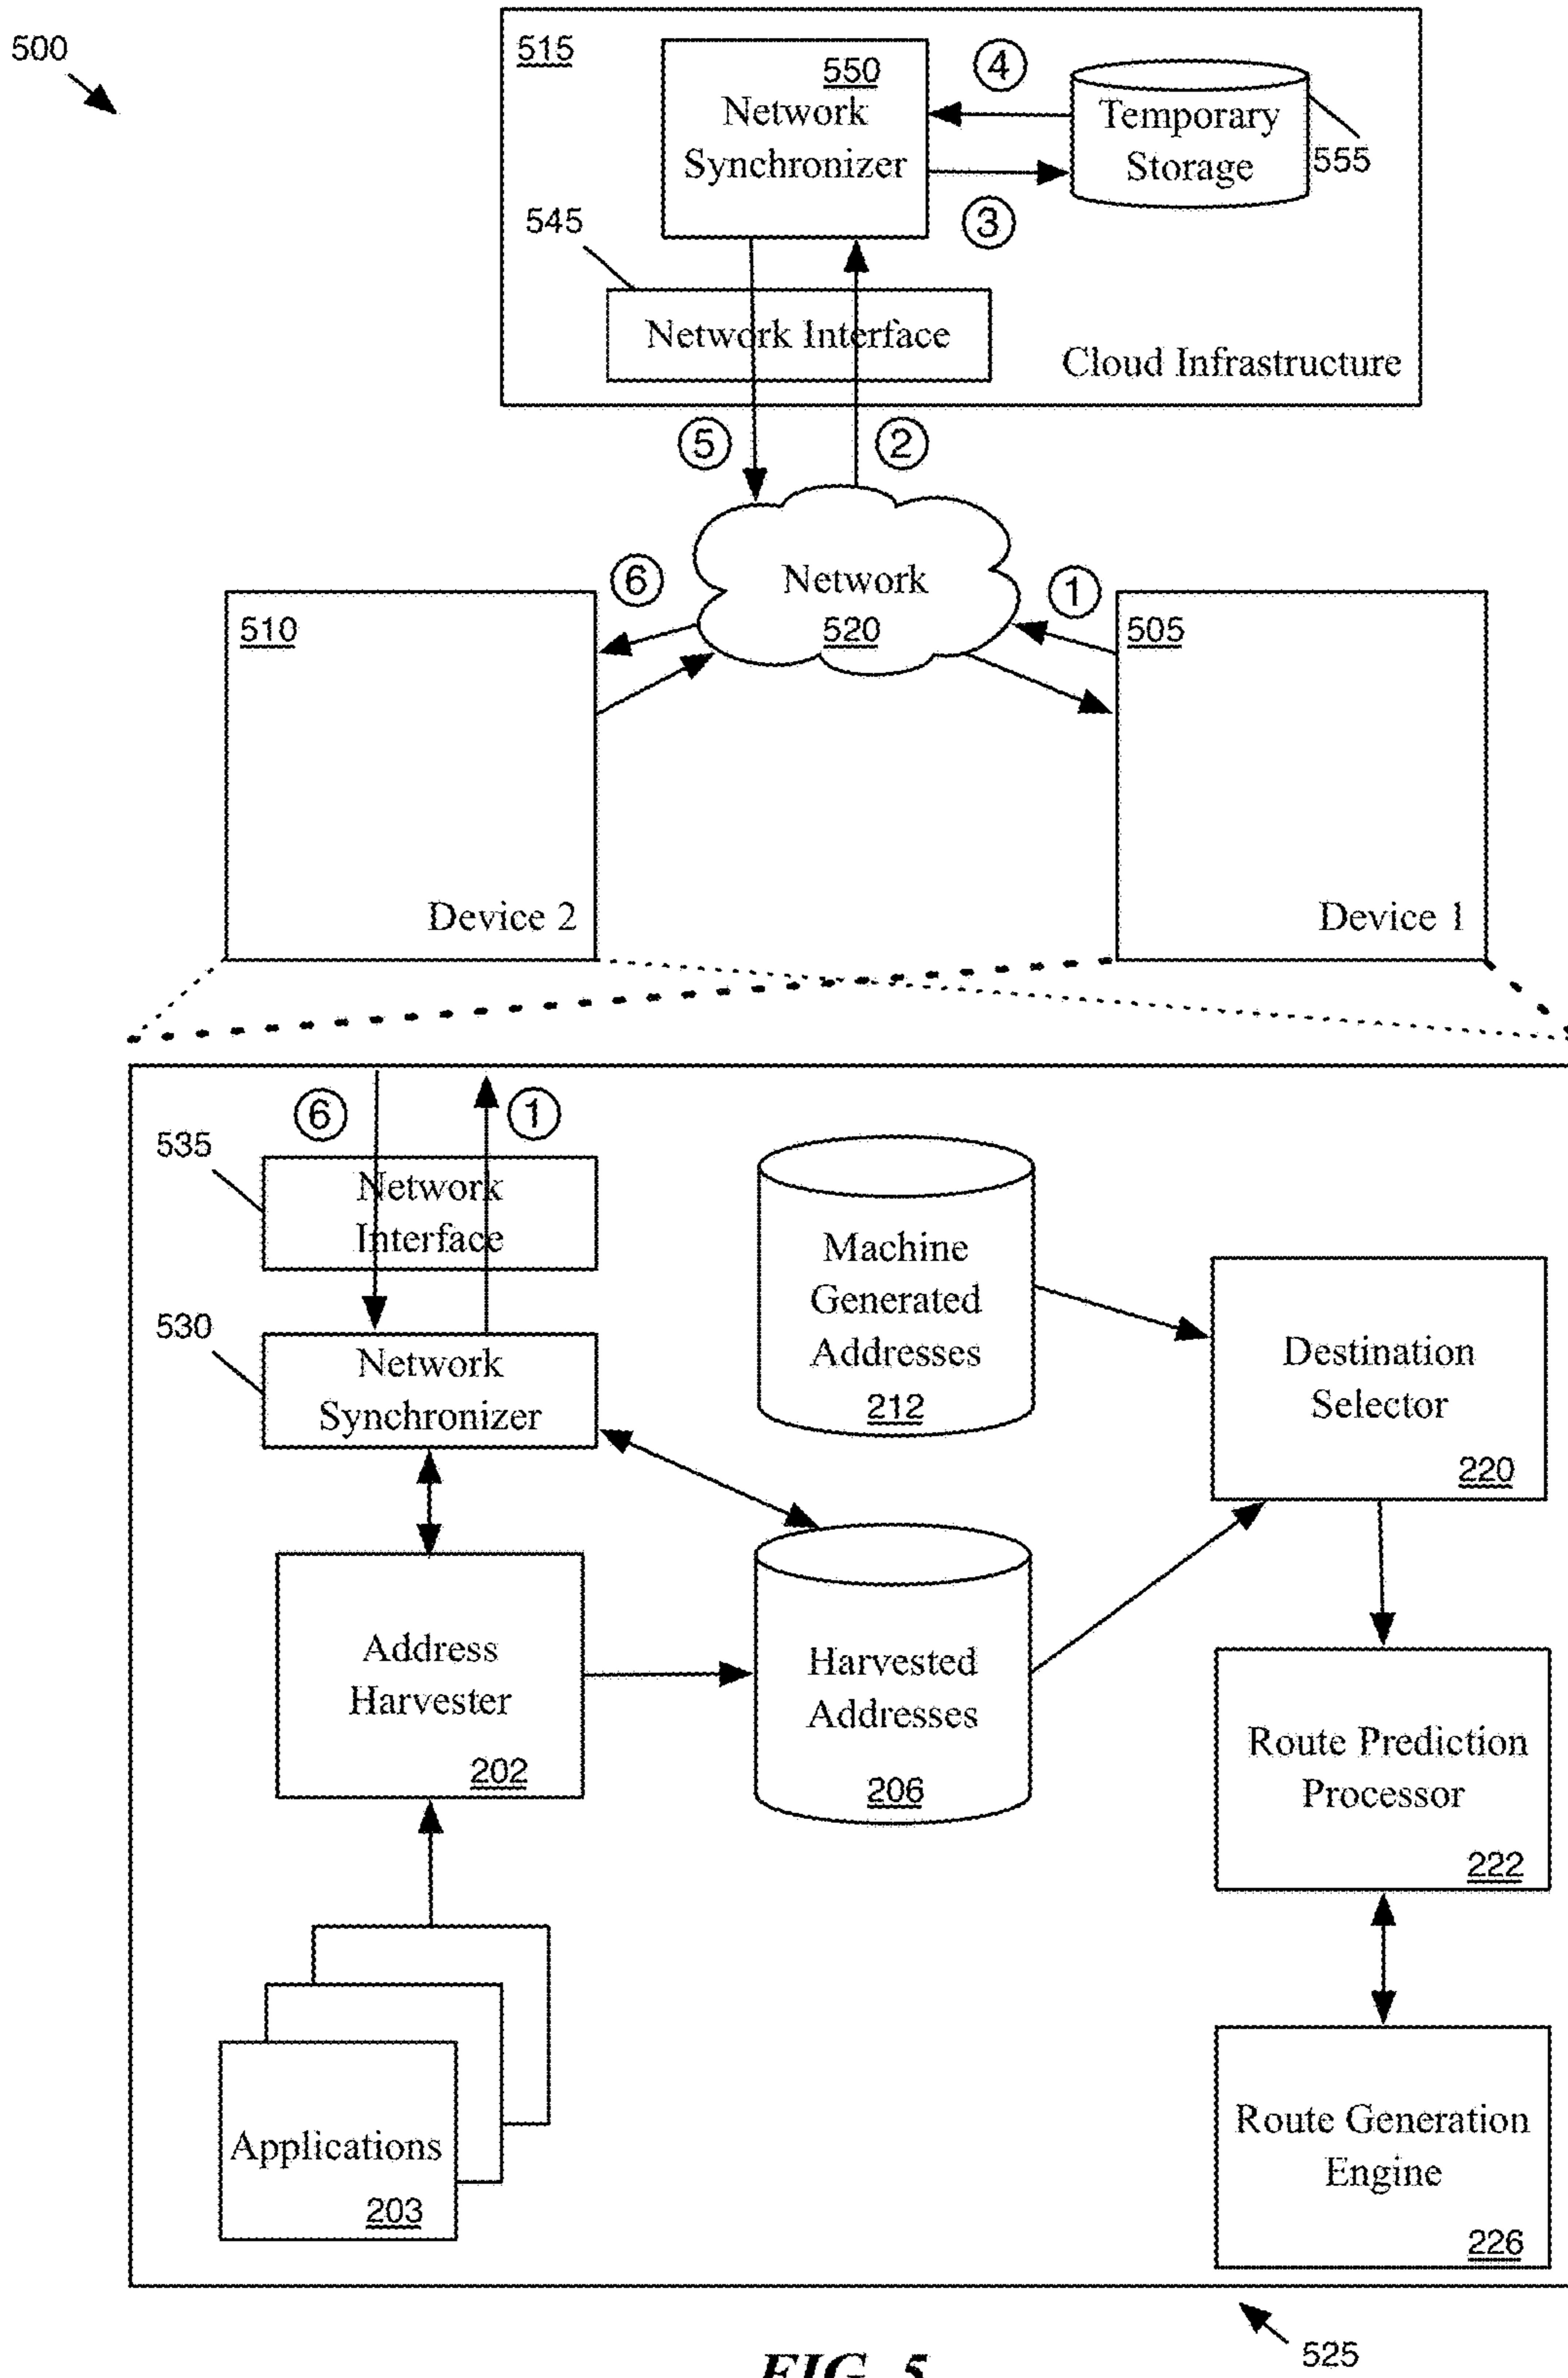 500
515
550
Network
Synchronizer
4
Temporary
Storage
555
3
545
Network Interface
Cloud Infrastructure
5
2
6
Network
520
1
510
Device 2
505
Device 1
6
1
535
Network
Interface
530
Network
Synchronizer
Machine
Generated
Addresses
212
Destination
Selector
220
Address
Harvester
202
Harvested
Addresses
206
Route Prediction
Processor
222
Applications
203
Route Generation
Engine
226
525
FIG. 5